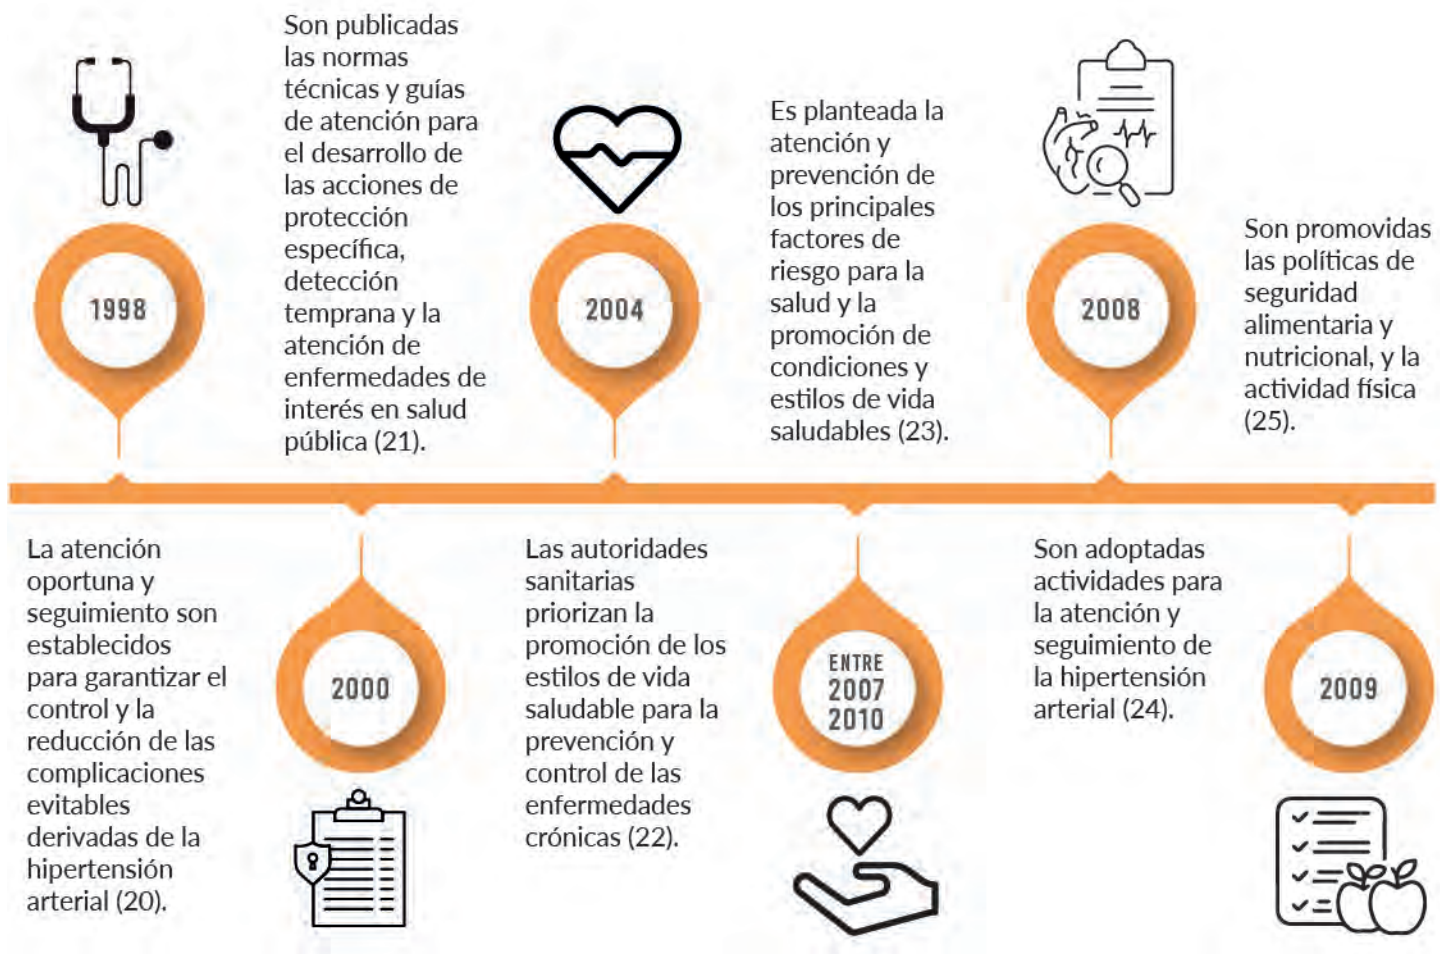 1998
La atención
oportuna y
seguimiento son
establecidos
para garantizar el
control y la
reducción de las
complicaciones
evitables
derivadas de la
hipertensión
arterial (20).
Son publicadas
las normas
técnicas y guías
de atención para
el desarrollo de
las acciones de
protección
específica,
detección
temprana y la
atención de
enfermedades de
interés en salud
pública (21).
2000
2004
Las autoridades
sanitarias
priorizan la
promoción de los
estilos de vida
saludable para la
prevención y
control de las
enfermedades
crónicas (22).
Es planteada la
atención y
prevención de
los principales
factores de
riesgo para la
salud y la
promoción de
condiciones y
estilos de vida
saludables (23).
ENTRE
2007
2010
2008
Son adoptadas
actividades para
la atención y
seguimiento de
la hipertensión
arterial (24).
Son promovidas
las políticas de
seguridad
alimentaria y
nutricional, y la
actividad física
(25).
2009